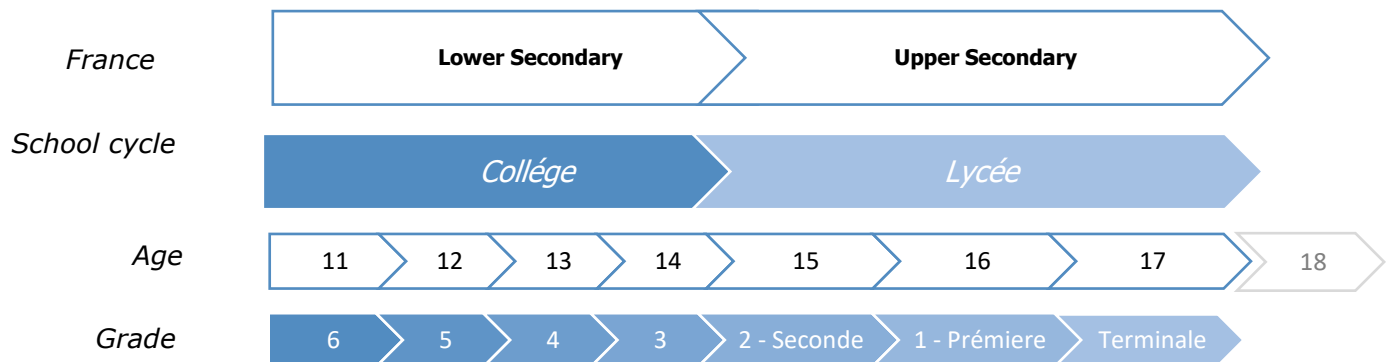 France Lower Secondary Upper Secondary
School cycle Collége Lycée
Age 11 12 13 14 15 16 17 18
Grade 6 5 4 3 2 - Seconde 1 - Prémiere Terminale